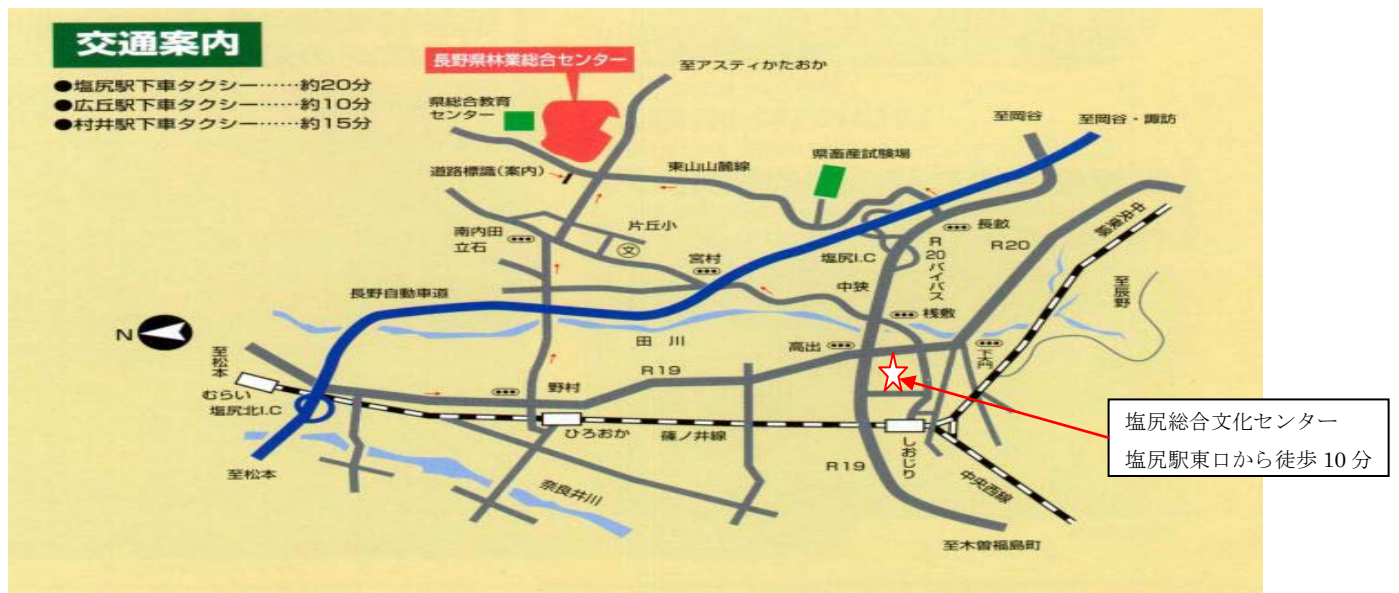 交通案内
●塩尻駅下車タクシー……約20分
●広丘駅下車タクシー……約10分
●村井駅下車タクシー……約15分
長野県林業総合センター
至アスティかたおか
県総合教育
センター
道路標識(案内)
東山山麓線
県畜産試験場
至岡谷
至岡谷・諏訪
中央東線
南内田
立石
片丘小
文
宮村
長畝
塩尻I.C
R20バイパス
R20
至辰野
長野自動車道
中狭
桟敷
N
田川
高出
下大門
至松本
R19
野村
むらい
塩尻北I.C
ひろおか
篠ノ井線
しおじり
至松本
奈良井川
R19
中央西線
至木曽福島町
塩尻総合文化センター
塩尻駅東口から徒歩 10 分